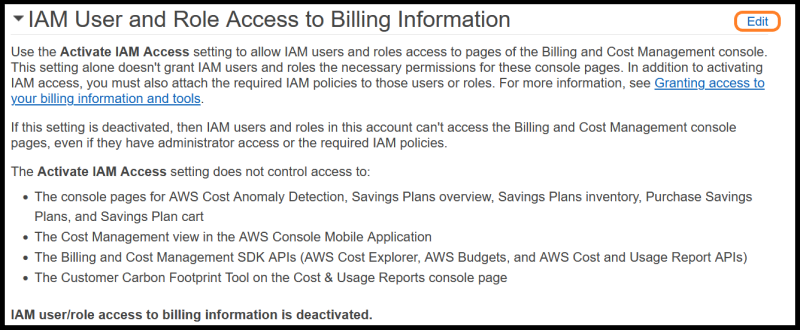 IAM User and Role Access to Billing Information
Edit
Use the Activate IAM Access setting to allow IAM users and roles access to pages of the Billing and Cost Management console.
This setting alone doesn't grant IAM users and roles the necessary permissions for these console pages. In addition to activating
IAM access, you must also attach the required IAM policies to those users or roles. For more information, see Granting access to
your billing information and tools.
If this setting is deactivated, then IAM users and roles in this account can't access the Billing and Cost Management console
pages, even if they have administrator access or the required IAM policies.
The Activate IAM Access setting does not control access to:
• The console pages for AWS Cost Anomaly Detection, Savings Plans overview, Savings Plans inventory, Purchase Savings
Plans, and Savings Plan cart
• The Cost Management view in the AWS Console Mobile Application
• The Billing and Cost Management SDK APIs (AWS Cost Explorer, AWS Budgets, and AWS Cost and Usage Report APIs)
• The Customer Carbon Footprint Tool on the Cost & Usage Reports console page
IAM user/role access to billing information is deactivated.